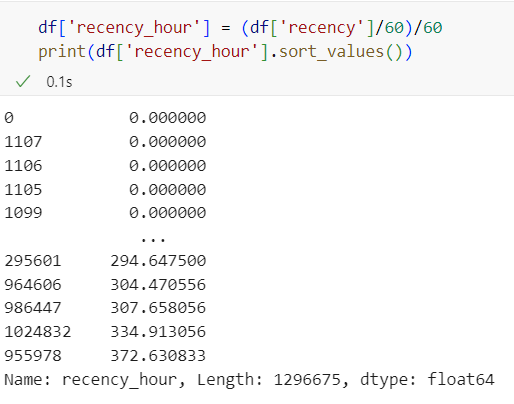 df['recency_hour'] = (df['recency']/60)/60
print(df['recency_hour'].sort_values())
✓ 0.1s
0 0.000000
1107 0.000000
1106 0.000000
1105 0.000000
1099 0.000000
...
295601 294.647500
964606 304.470556
986447 307.658056
1024832 334.913056
955978 372.630833
Name: recency_hour, Length: 1296675, dtype: float64